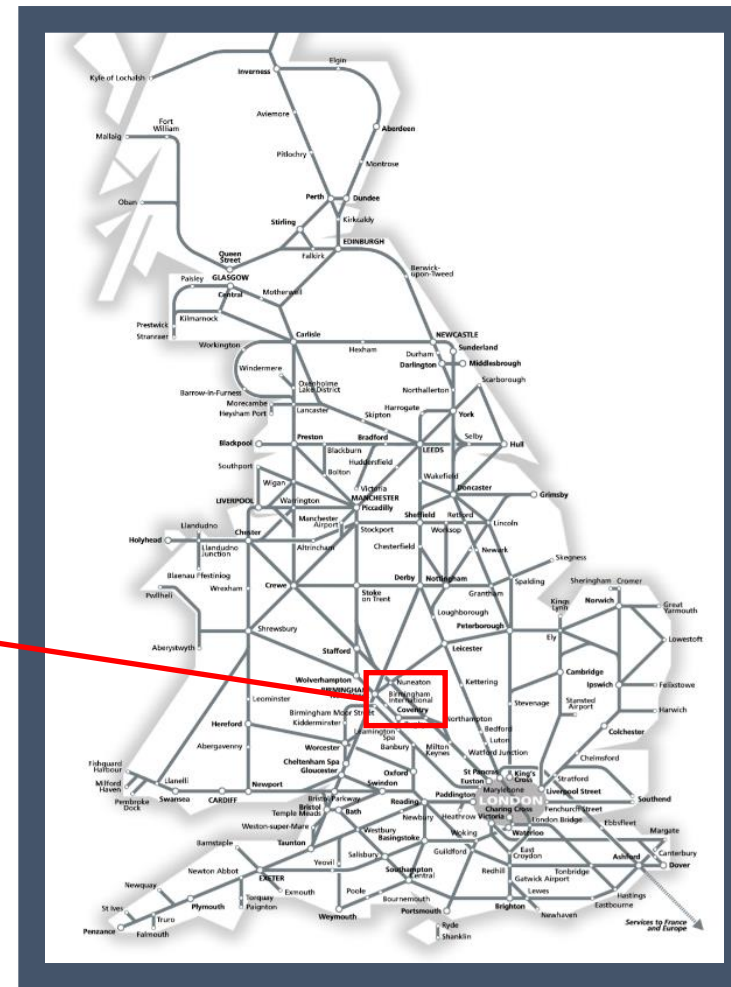 Elgin
Inverness
Kyle of Lochalsh
Aviemore
Fort
William
Mallaig
Aberdeen
Pitlochry
Montrose
Perth
Dundee
Oban
Stirling
Kirkcaldy
EDINBURGH
Queen
Street
Falkirk
Berwick-
upon-Tweed
Paisley
GLASGOW
Central
Motherwell
Prestwick
Kilmarnock
Stranraer
Carlisle
NEWCASTLE
Workington
Hexham
Sunderland
Durham
Darlington
Middlesbrough
Windermere
Oxenholme
Lake District
Scarborough
Barrow-in-Furness
Northallerton
Morecambe
Heysham Port
Lancaster
Harrogate
Skipton
York
Blackpool
Preston
Bradford
Selby
Hull
Blackburn
LEEDS
Southport
Huddersfield
Bolton
Wakefield
Wigan
Victoria
Doncaster
Grimsby
LIVERPOOL
Warrington
MANCHESTER
Piccadilly
Manchester
Airport
Sheffield
Retford
Lincoln
Llandudno
Stockport
Worksop
Holyhead
Chester
Llandudno
Junction
Altrincham
Chesterfield
Newark
Skegness
Blaenau Ffestiniog
Pwllheli
Wrexham
Crewe
Stoke
on Trent
Derby
Nottingham
Grantham
Spalding
Sheringham
Cromer
Kings
Lynn
Norwich
Great
Yarmouth
Loughborough
Shrewsbury
Peterborough
Ely
Lowestoft
Aberystwyth
Stafford
Leicester
Wolverhampton
BIRMINGHAM
Nuneaton
Birmingham
International
Kettering
Cambridge
Ipswich
Felixstowe
Leominster
Birmingham Moor Street
Coventry
Stevenage
Stansted
Airport
Harwich
Kidderminster
Northampton
Hereford
Leamington
Spa
Bedford
Colchester
Abergavenny
Worcester
Banbury
Milton
Keynes
Luton
Watford Junction
Chelmsford
Fishguard
Harbour
Cheltenham Spa
Gloucester
Oxford
St Pancras
King's
Cross
Stratford
Milford
Haven
Llanelli
Newport
Swindon
Euston
Marylebone
Liverpool Street
Pembroke
Dock
Swansea
CARDIFF
Bristol Parkway
Reading
Paddington
LONDON
Southend
Bristol
Temple Meads
Bath
Charing Cross
Fenchurch Street
Newbury
Heathrow
Victoria
London Bridge
Ebbsfleet
Weston-super-Mare
Westbury
Basingstoke
Woking
Waterloo
Margate
Barnstaple
Taunton
Salisbury
Guildford
East
Croydon
Canterbury
Ashford
Dover
Newton Abbot
Yeovil
Southampton
Central
Redhill
Tonbridge
EXETER
Gatwick Airport
Newquay
Exmouth
Poole
Lewes
Hastings
St Ives
Torquay
Paignton
Bournemouth
Eastbourne
Plymouth
Weymouth
Portsmouth
Brighton
Newhaven
Truro
Penzance
Falmouth
Ryde
Shanklin
Services to France
and Europe